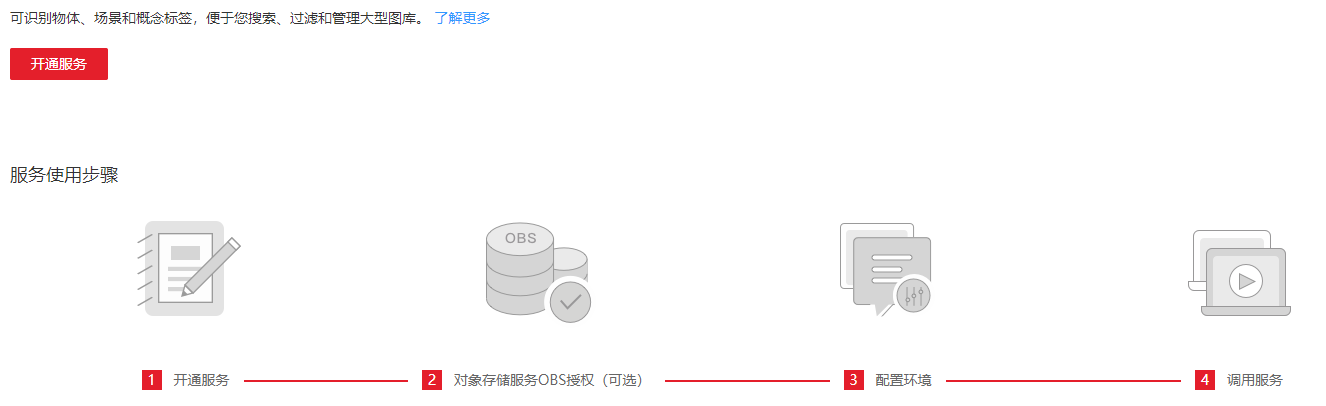 可识别物体、场景和概念标签，便于您搜索、过滤和管理大型图库。 了解更多
开通服务
服务使用步骤
OBS
1 开通服务 2 对象存储服务OBS授权（可选） 3 配置环境 4 调用服务